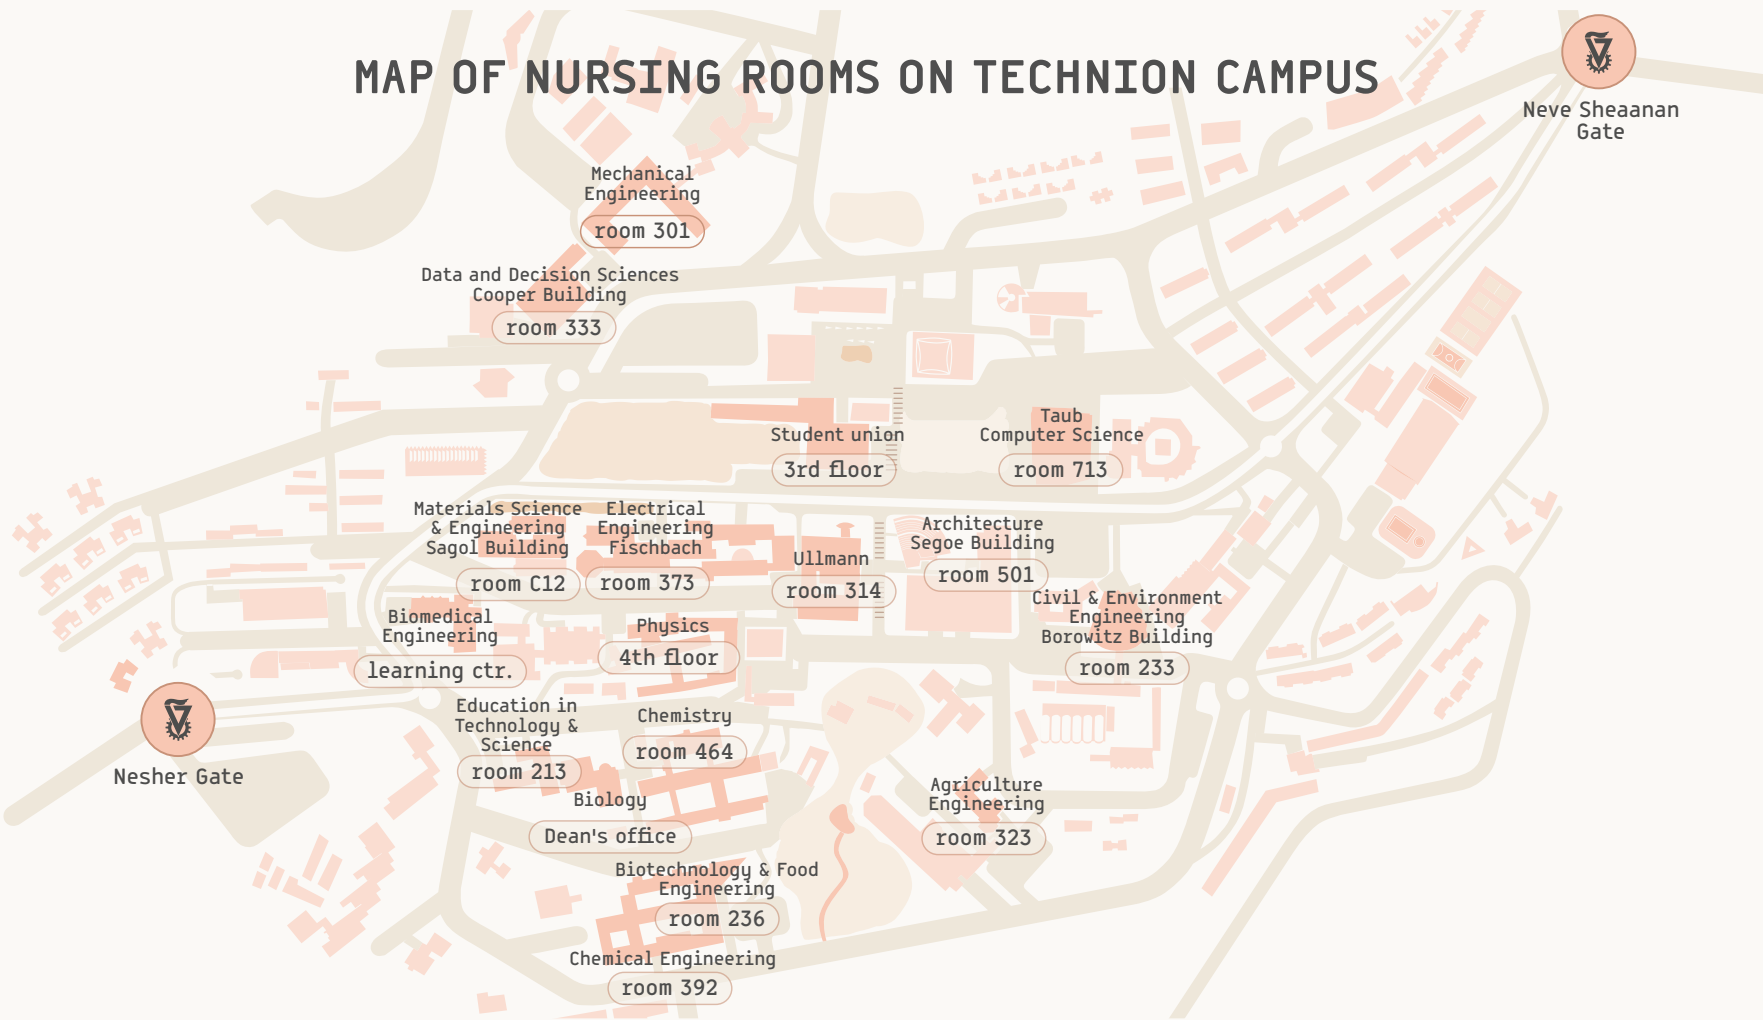 MAP OF NURSING ROOMS ON TECHNION CAMPUS
Neve Sheaanan
Gate
Mechanical
Engineering
room 301
Data and Decision Sciences
Cooper Building
room 333
Student union
3rd floor
Taub
Computer Science
room 713
Materials Science
& Engineering
Sagol Building
room C12
Electrical
Engineering
Fischbach
room 373
Ullmann
room 314
Architecture
Segoe Building
room 501
Civil & Environment
Engineering
Borowitz Building
room 233
Biomedical
Engineering
learning ctr.
Physics
4th floor
Nesher Gate
Education in
Technology &
Science
room 213
Chemistry
room 464
Biology
Dean's office
Agriculture
Engineering
room 323
Biotechnology & Food
Engineering
room 236
Chemical Engineering
room 392